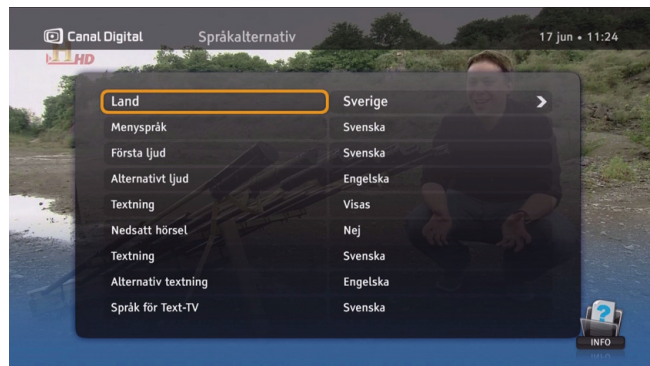 Canal Digital Språkalternativ 17 jun • 11:24
HD
Land Sverige
Menyspråk Svenska
Första ljud Svenska
Alternativt ljud Engelska
Textning Visas
Nedsatt hörsel Nej
Textning Svenska
Alternativ textning Engelska
Språk för Text-TV Svenska
?
INFO